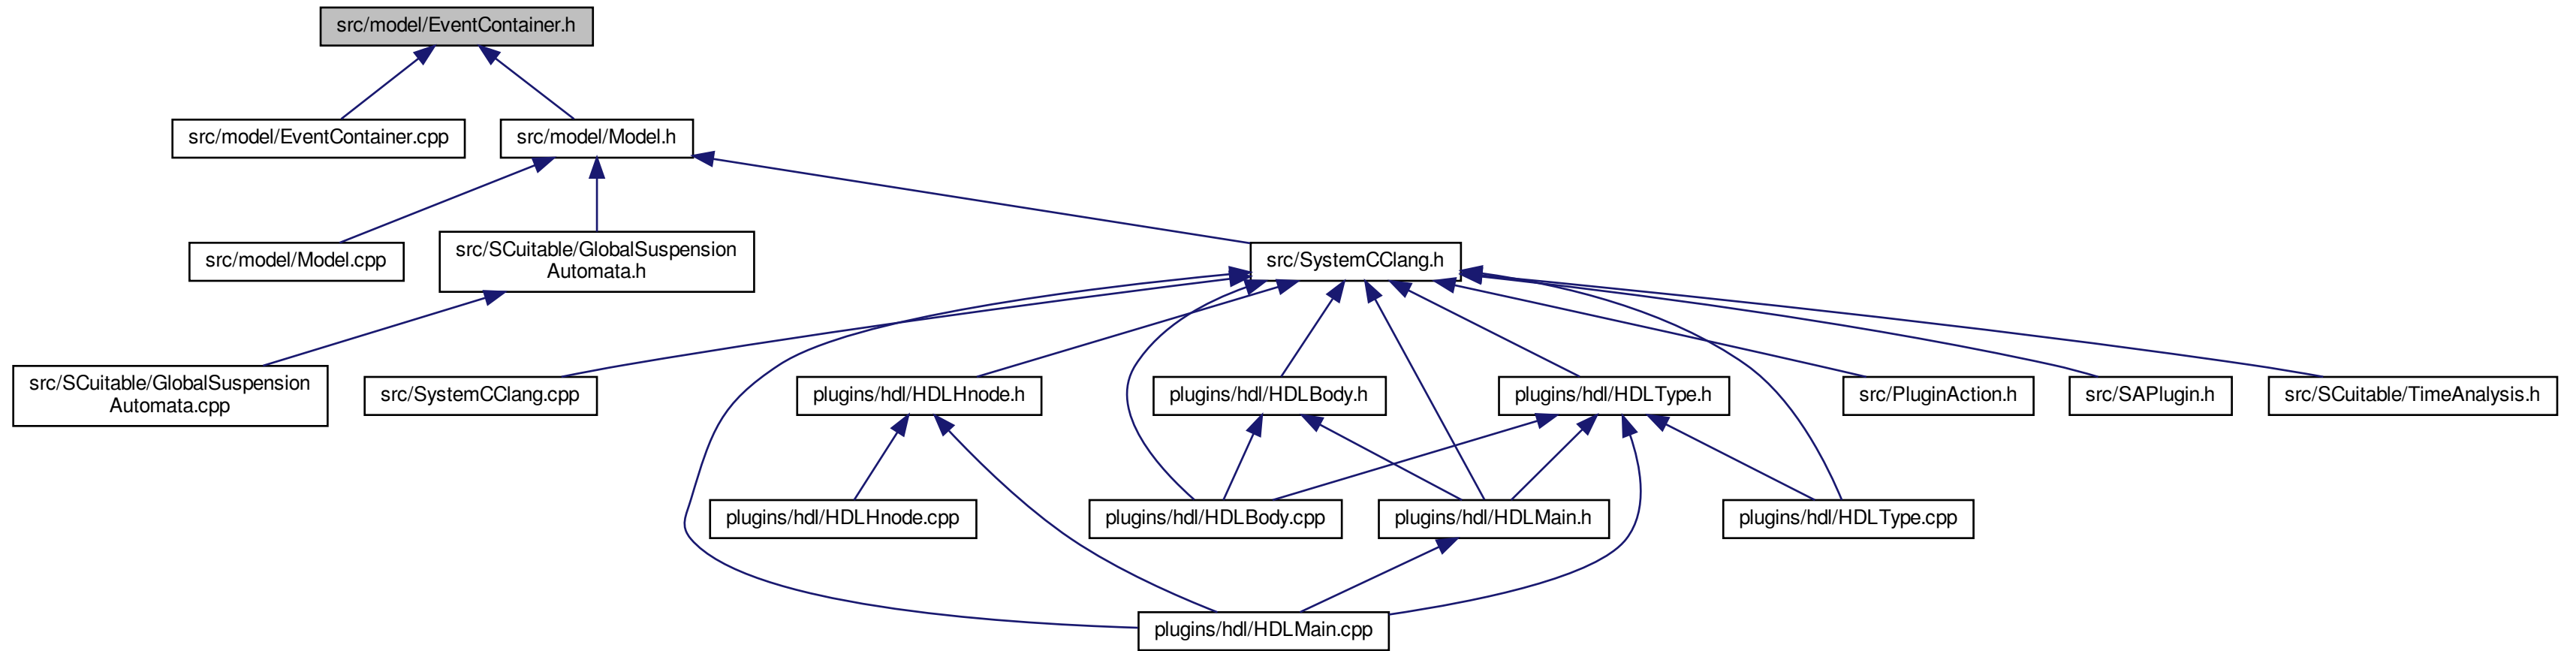 src/model/EventContainer.h
src/model/EventContainer.cpp
src/model/Model.h
src/model/Model.cpp
src/SCuitable/GlobalSuspension
Automata.h
src/SystemCClang.h
src/SCuitable/GlobalSuspension
Automata.cpp
src/SystemCClang.cpp
plugins/hdl/HDLHnode.h
plugins/hdl/HDLBody.h
plugins/hdl/HDLType.h
src/PluginAction.h
src/SAPlugin.h
src/SCuitable/TimeAnalysis.h
plugins/hdl/HDLHnode.cpp
plugins/hdl/HDLBody.cpp
plugins/hdl/HDLMain.h
plugins/hdl/HDLType.cpp
plugins/hdl/HDLMain.cpp